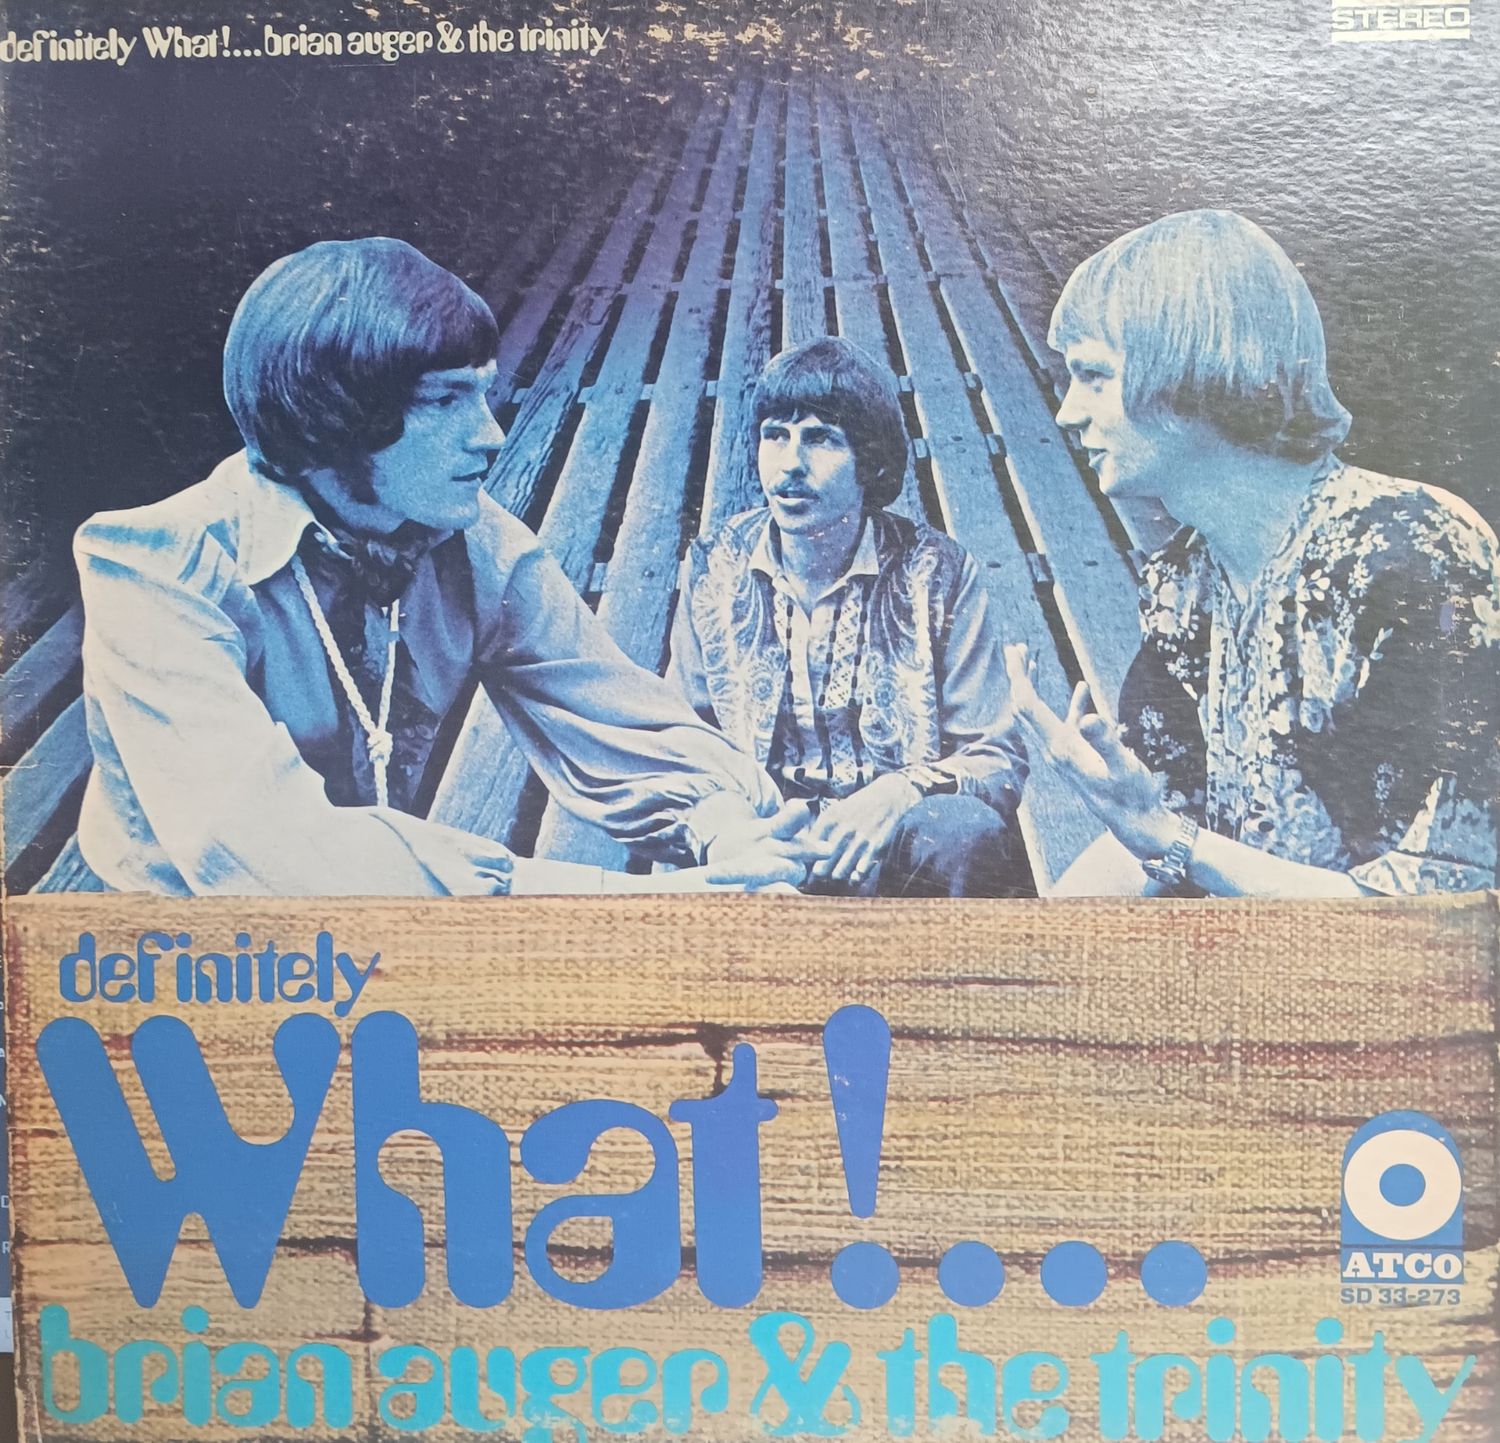 definitely What!...brian auger & the trinity
STEREO
definitely
What!....
brian auger & the trinity
ATCO
SD 33-273